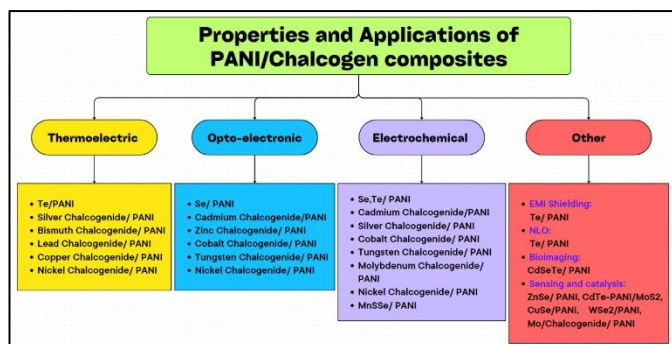 Properties and Applications of
PANI/Chalcogen composites
Thermoelectric
Opto-electronic
Electrochemical
Other
• Te/PANI
• Silver Chalcogenide/ PANI
• Bismuth Chalcogenide/ PANI
• Lead Chalcogenide/ PANI
• Copper Chalcogenide/ PANI
• Nickel Chalcogenide/ PANI
• Se/ PANI
• Cadmium Chalcogenide/PANI
• Zinc Chalcogenide/ PANI
• Cobalt Chalcogenide/ PANI
• Tungsten Chalcogenide/ PANI
• Nickel Chalcogenide/ PANI
• Se,Te/ PANI
• Cadmium Chalcogenide/PANI
• Silver Chalcogenide/ PANI
• Cobalt Chalcogenide/ PANI
• Tungsten Chalcogenide/ PANI
• Molybdenum Chalcogenide/
PANI
• Nickel Chalcogenide/ PANI
• MnSSe/ PANI
• EMI Shielding:
Te/ PANI
• NLO:
Te/ PANI
• Bioimaging:
CdSeTe/ PANI
• Sensing and catalysis:
ZnSe/ PANI, CdTe-PANI/MoS2,
CuSe/PANI, WSe2/PANI,
Mo/Chalcogenide/ PANI